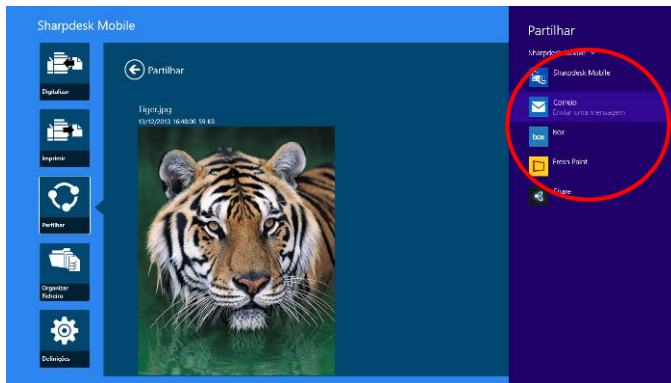 Sharpdesk Mobile
Digitalizar
Imprimir
Partilhar
Organizar
Ficheiro
Definições
Partilhar
Tiger.jpg
13/12/2013 16:48:06 59 KB
Partilhar
Sharpdesk Mobile
Sharpdesk Mobile
Correio
Enviar uma mensagem
box
Box
Fresh Paint
Share